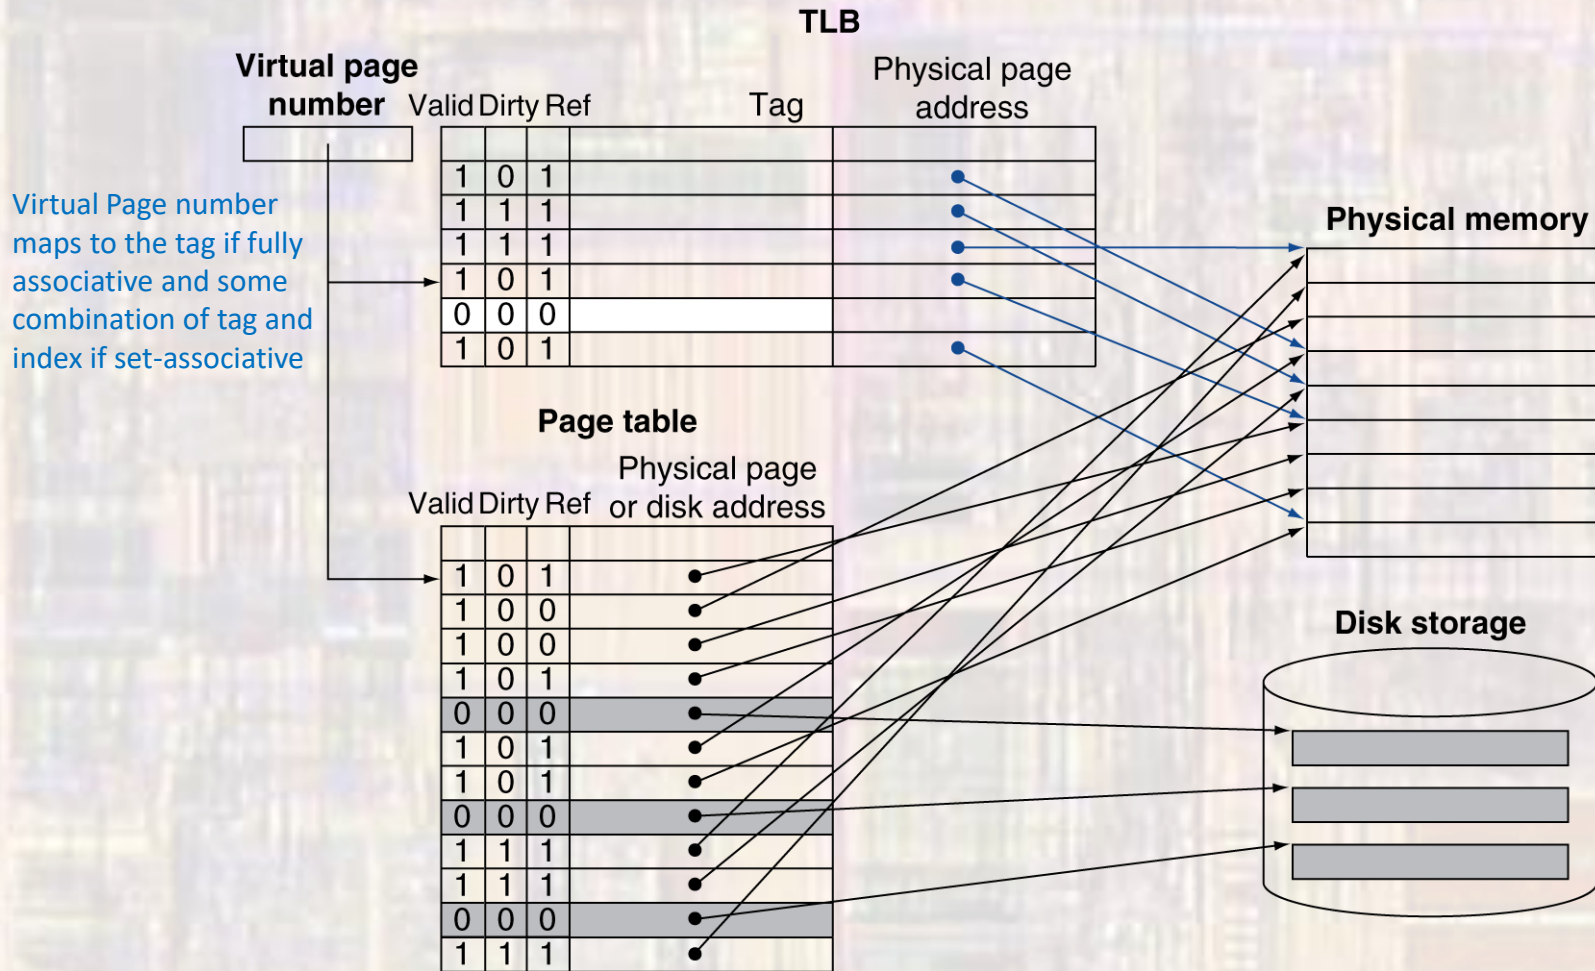 TLB
Virtual page
number
Valid Dirty Ref
Tag
Physical page
address
1 0 1
1 1 1
1 1 1
1 0 1
0 0 0
1 0 1
Virtual Page number
maps to the tag if fully
associative and some
combination of tag and
index if set-associative
Physical memory
Page table
Physical page
or disk address
Valid Dirty Ref
1 0 1
1 0 0
1 0 0
1 0 1
0 0 0
1 0 1
1 0 1
0 0 0
1 1 1
1 1 1
0 0 0
1 1 1
Disk storage